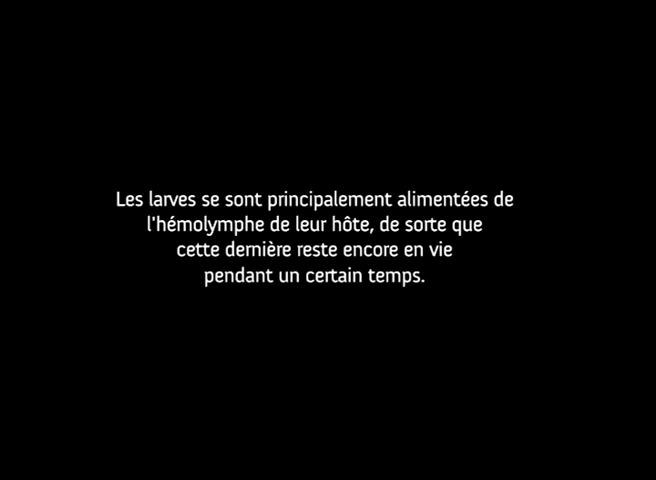 Les larves se sont principalement alimentées de
l'hémolymphe de leur hôte, de sorte que
cette dernière reste encore en vie
pendant un certain temps.